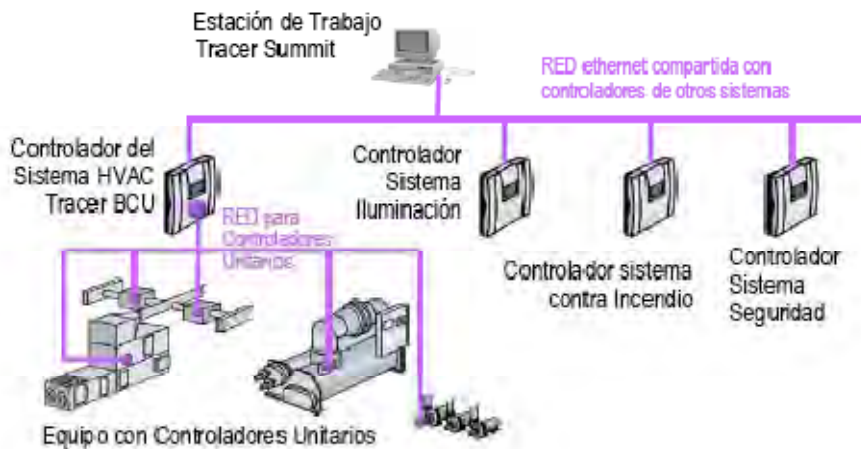 Estación de Trabajo
Tracer Summit
RED ethernet compartida con
controladores de otros sistemas
Controlador del
Sistema HVAC
Tracer BCU
Controlador
Sistema
Iluminación
RED para
Controladores
Unitarios
Controlador sistema
contra Incendio
Controlador
Sistema
Seguridad
Equipo con Controladores Unitarios